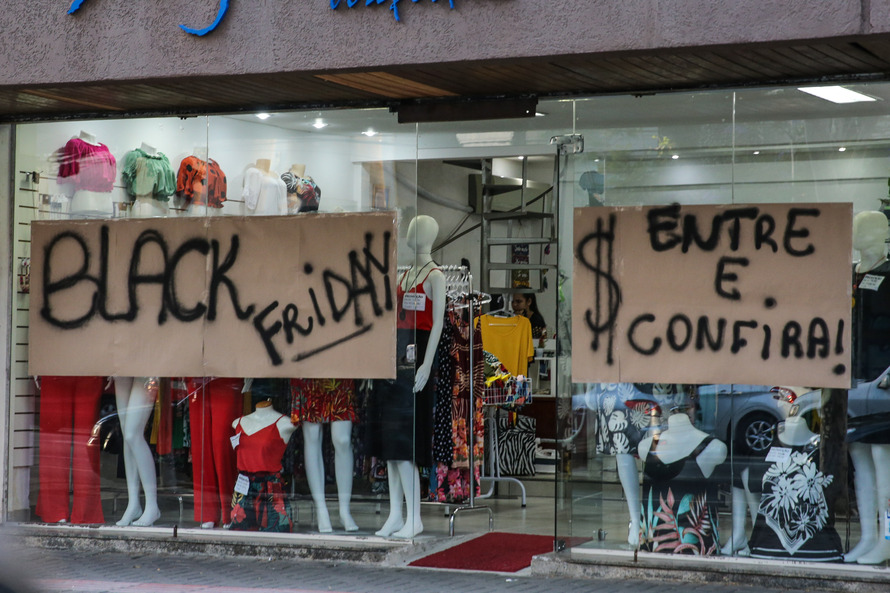 BLACK
FRiDAY
$ ENTRE
E
CONFIRA!